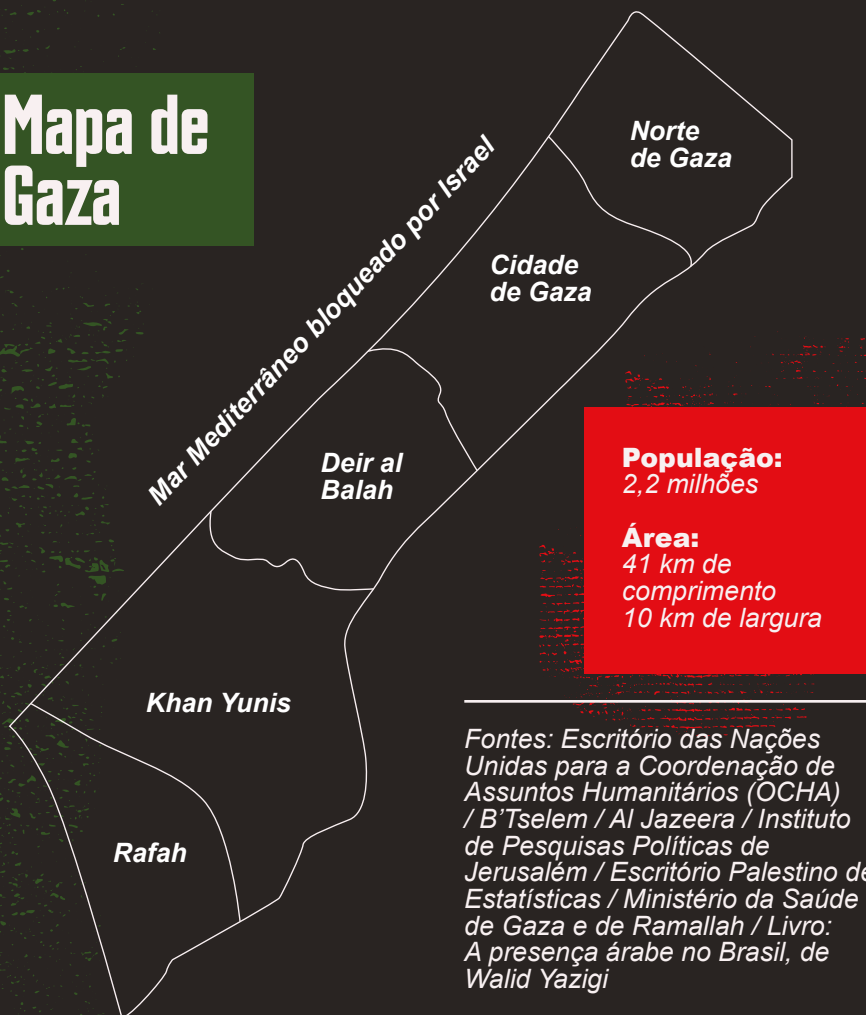 Mapa de
Gaza
Mar Mediterrâneo bloqueado por Israel
Norte
de Gaza
Cidade
de Gaza
Deir al
Balah
Khan Yunis
Rafah
População:
2,2 milhões
Área:
41 km de
comprimento
10 km de largura
Fontes: Escritório das Nações
Unidas para a Coordenação de
Assuntos Humanitários (OCHA)
/ B’Tselem / Al Jazeera / Instituto
de Pesquisas Políticas de
Jerusalém / Escritório Palestino de
Estatísticas / Ministério da Saúde
de Gaza e de Ramallah / Livro:
A presença árabe no Brasil, de
Walid Yazigi